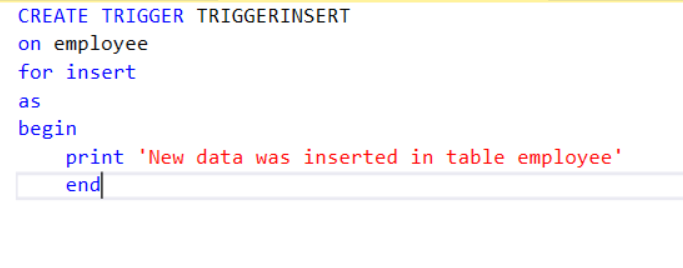 CREATE TRIGGER TRIGGERINSERT
on employee
for insert
as
begin
    print 'New data was inserted in table employee'
    end